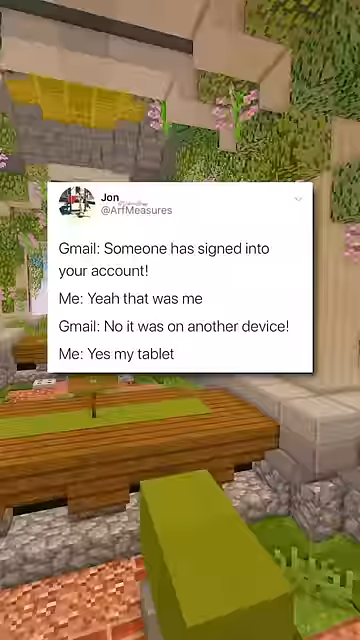 Jon
@ArfMeasures
Gmail: Someone has signed into
your account!
Me: Yeah that was me
Gmail: No it was on another device!
Me: Yes my tablet